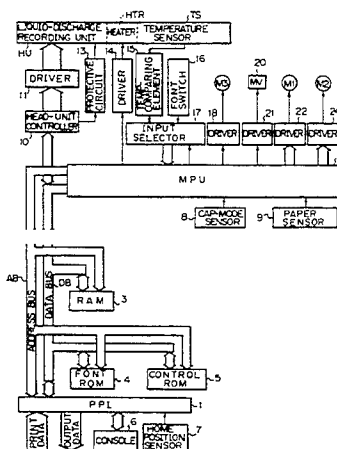 HTR
TS
LIQUID-DISCHARGE
RECORDING UNIT
HEATER
TEMPERATURE
SENSOR
HU
13
14
15
16
20
DRIVER
PROTECTIVE
CIRCUIT
DRIVER
TEMP.
COMPARING
ELEMENT
FONT
SWITCH
M3
MV
M1
M2
11
17
18
21
22
HEAD-UNIT
CONTROLLER
INPUT
SELECTOR
DRIVER
DRIVER
DRIVER
DRIVER
10
MPU
8
CAP-MODE
SENSOR
9
PAPER
SENSOR
AB
ADDRESS BUS
DATA BUS
DB
RAM
3
FONT
ROM
4
CONTROL
ROM
5
PPI
1
PRINT
DATA
OUTPUT
DATA
6
CONSOLE
HOME
POSITION
SENSOR
7